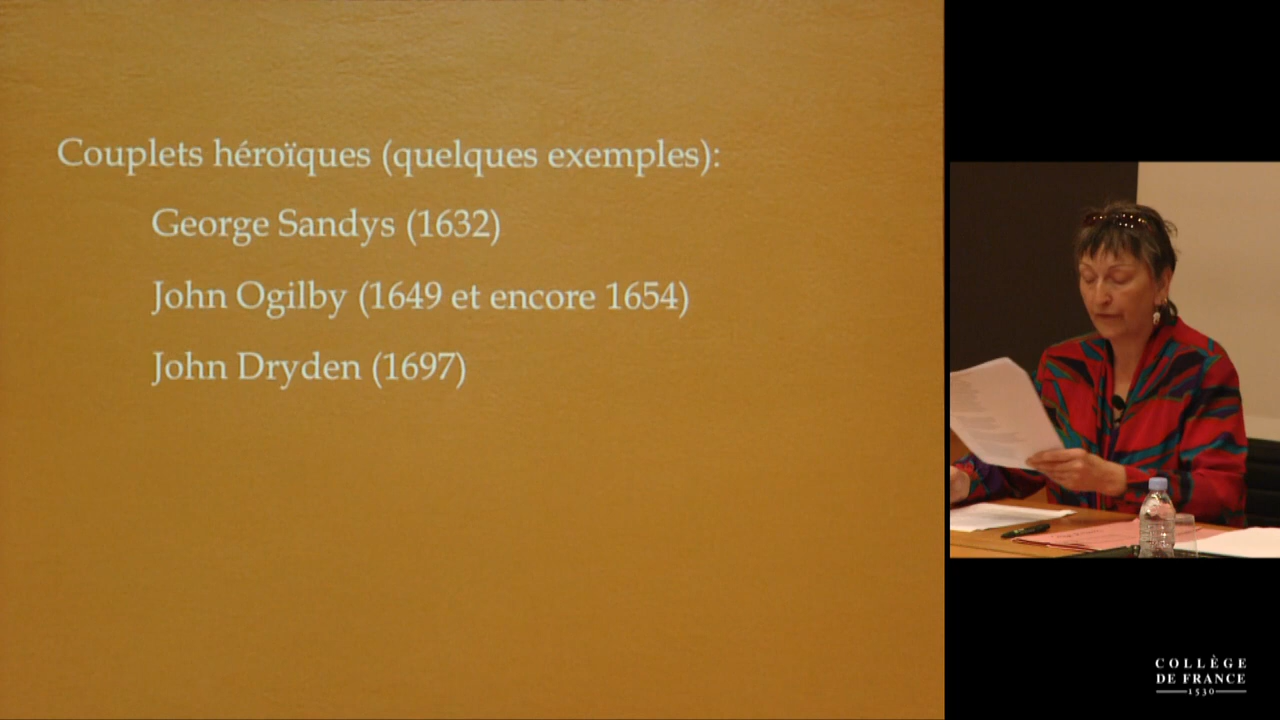 Couplets héroïques (quelques exemples):
George Sandys (1632)
John Ogilby (1649 et encore 1654)
John Dryden (1697)
COLLÈGE
DE FRANCE
1530